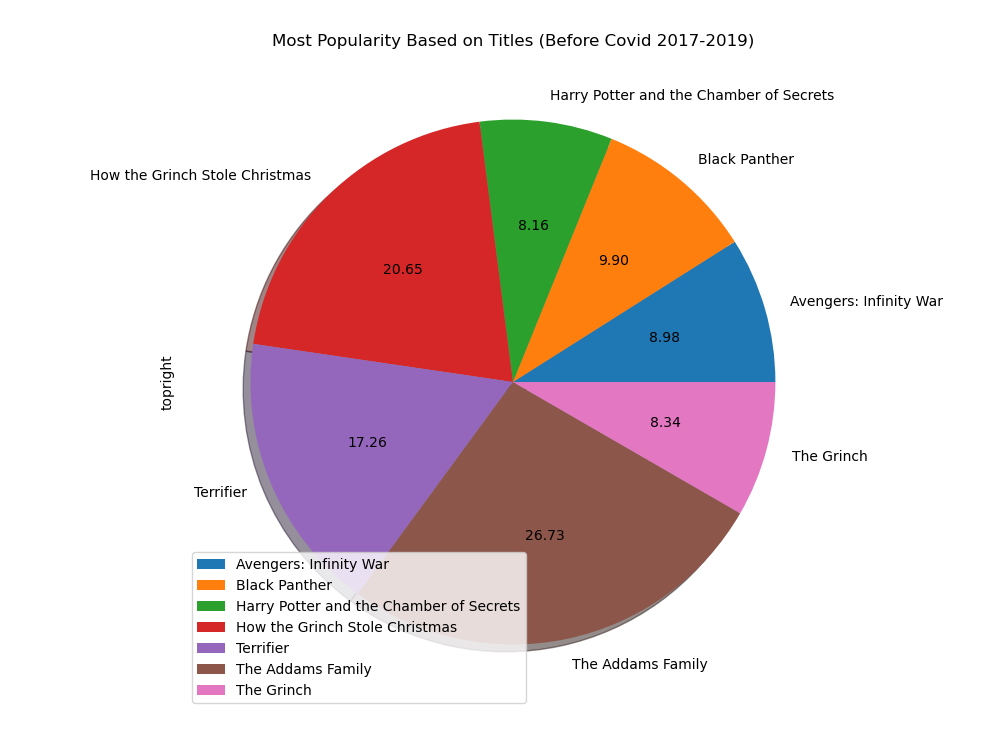 Most Popularity Based on Titles (Before Covid 2017-2019)
Harry Potter and the Chamber of Secrets
Black Panther
How the Grinch Stole Christmas
8.16
9.90
20.65
Avengers: Infinity War
8.98
topright
8.34
17.26
The Grinch
Terrifier
26.73
Avengers: Infinity War
Black Panther
Harry Potter and the Chamber of Secrets
How the Grinch Stole Christmas
Terrifier
The Addams Family
The Grinch
The Addams Family